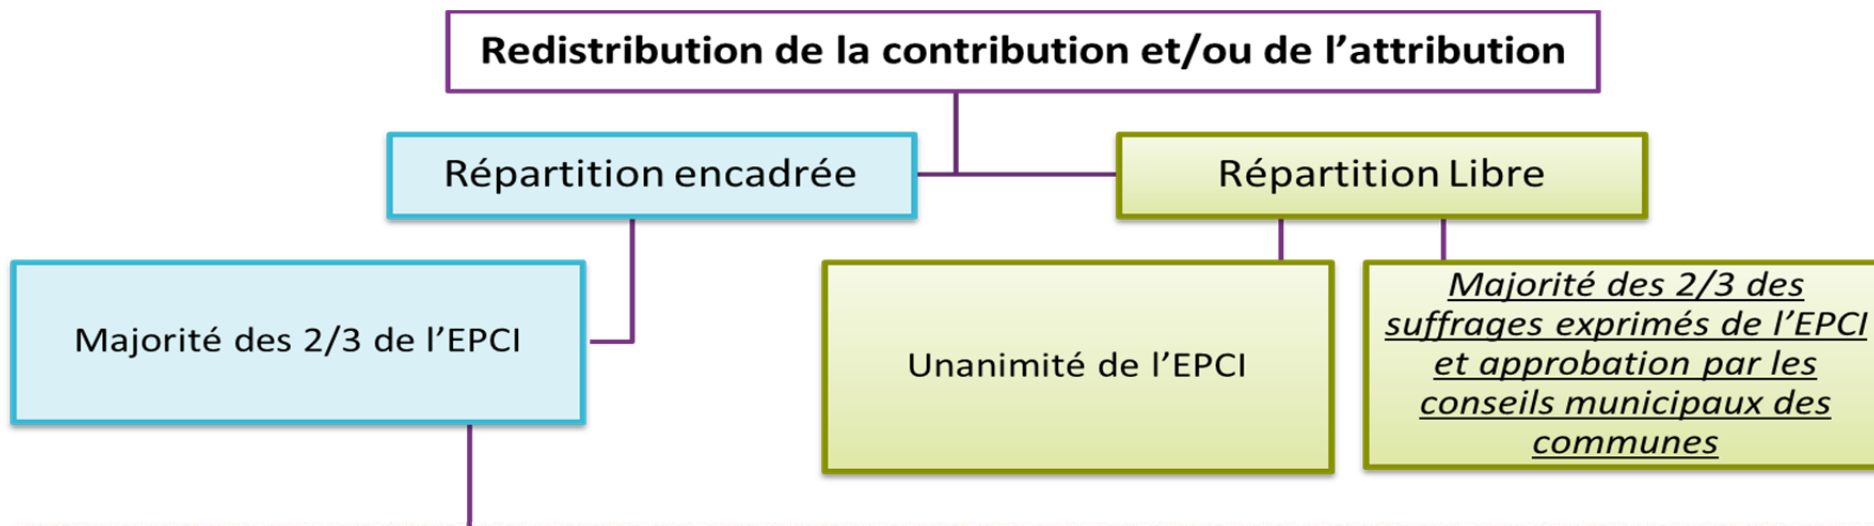 Redistribution de la contribution et/ou de l’attribution
Répartition encadrée
Répartition Libre
Majorité des 2/3 de l’EPCI
Unanimité de l’EPCI
Majorité des 2/3 des
suffrages exprimés de l’EPCI
et approbation par les
conseils municipaux des
communes